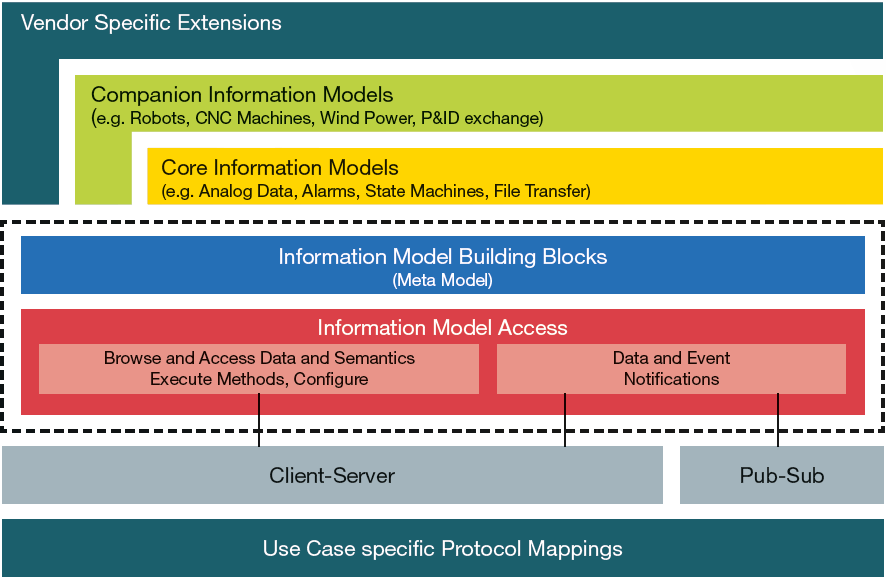 Vendor Specific Extensions
Companion Information Models
(e.g. Robots, CNC Machines, Wind Power, P&ID exchange)
Core Information Models
(e.g. Analog Data, Alarms, State Machines, File Transfer)
Information Model Building Blocks
(Meta Model)
Information Model Access
Browse and Access Data and Semantics
Execute Methods, Configure
Data and Event
Notifications
Client-Server
Pub-Sub
Use Case specific Protocol Mappings